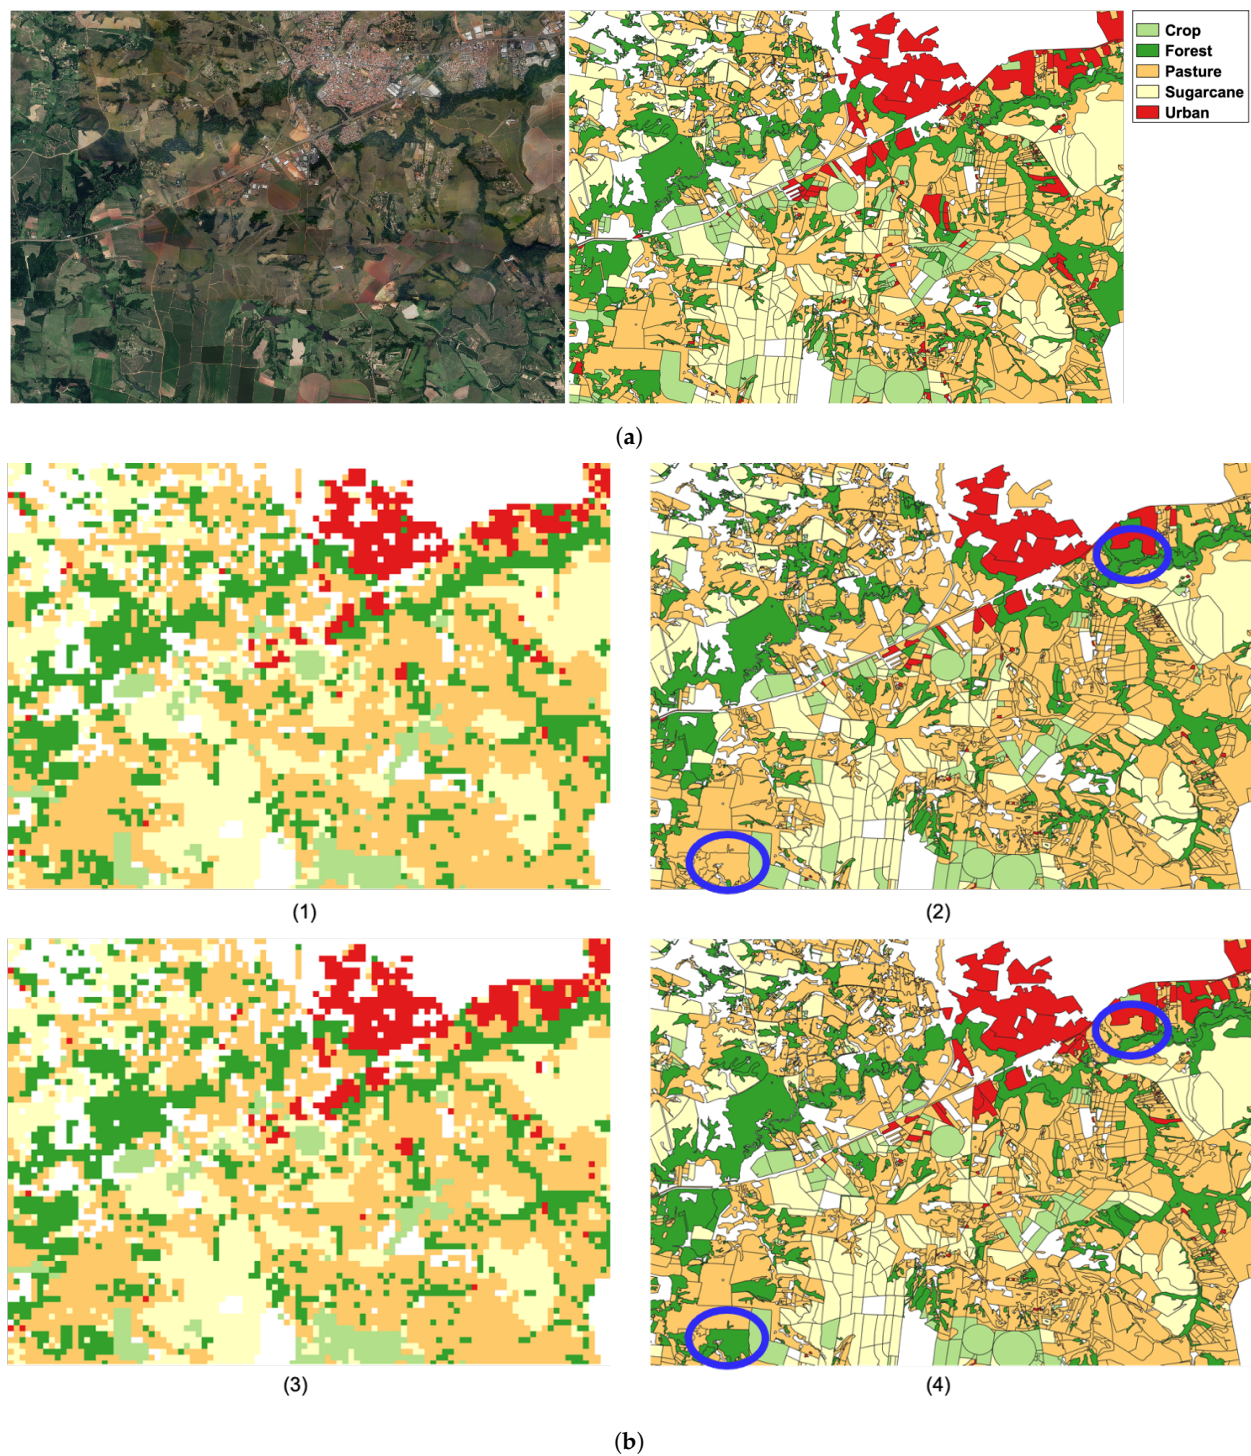 Crop
Forest
Pasture
Sugarcane
Urban
(a)
(1)
(2)
(3)
(4)
(b)